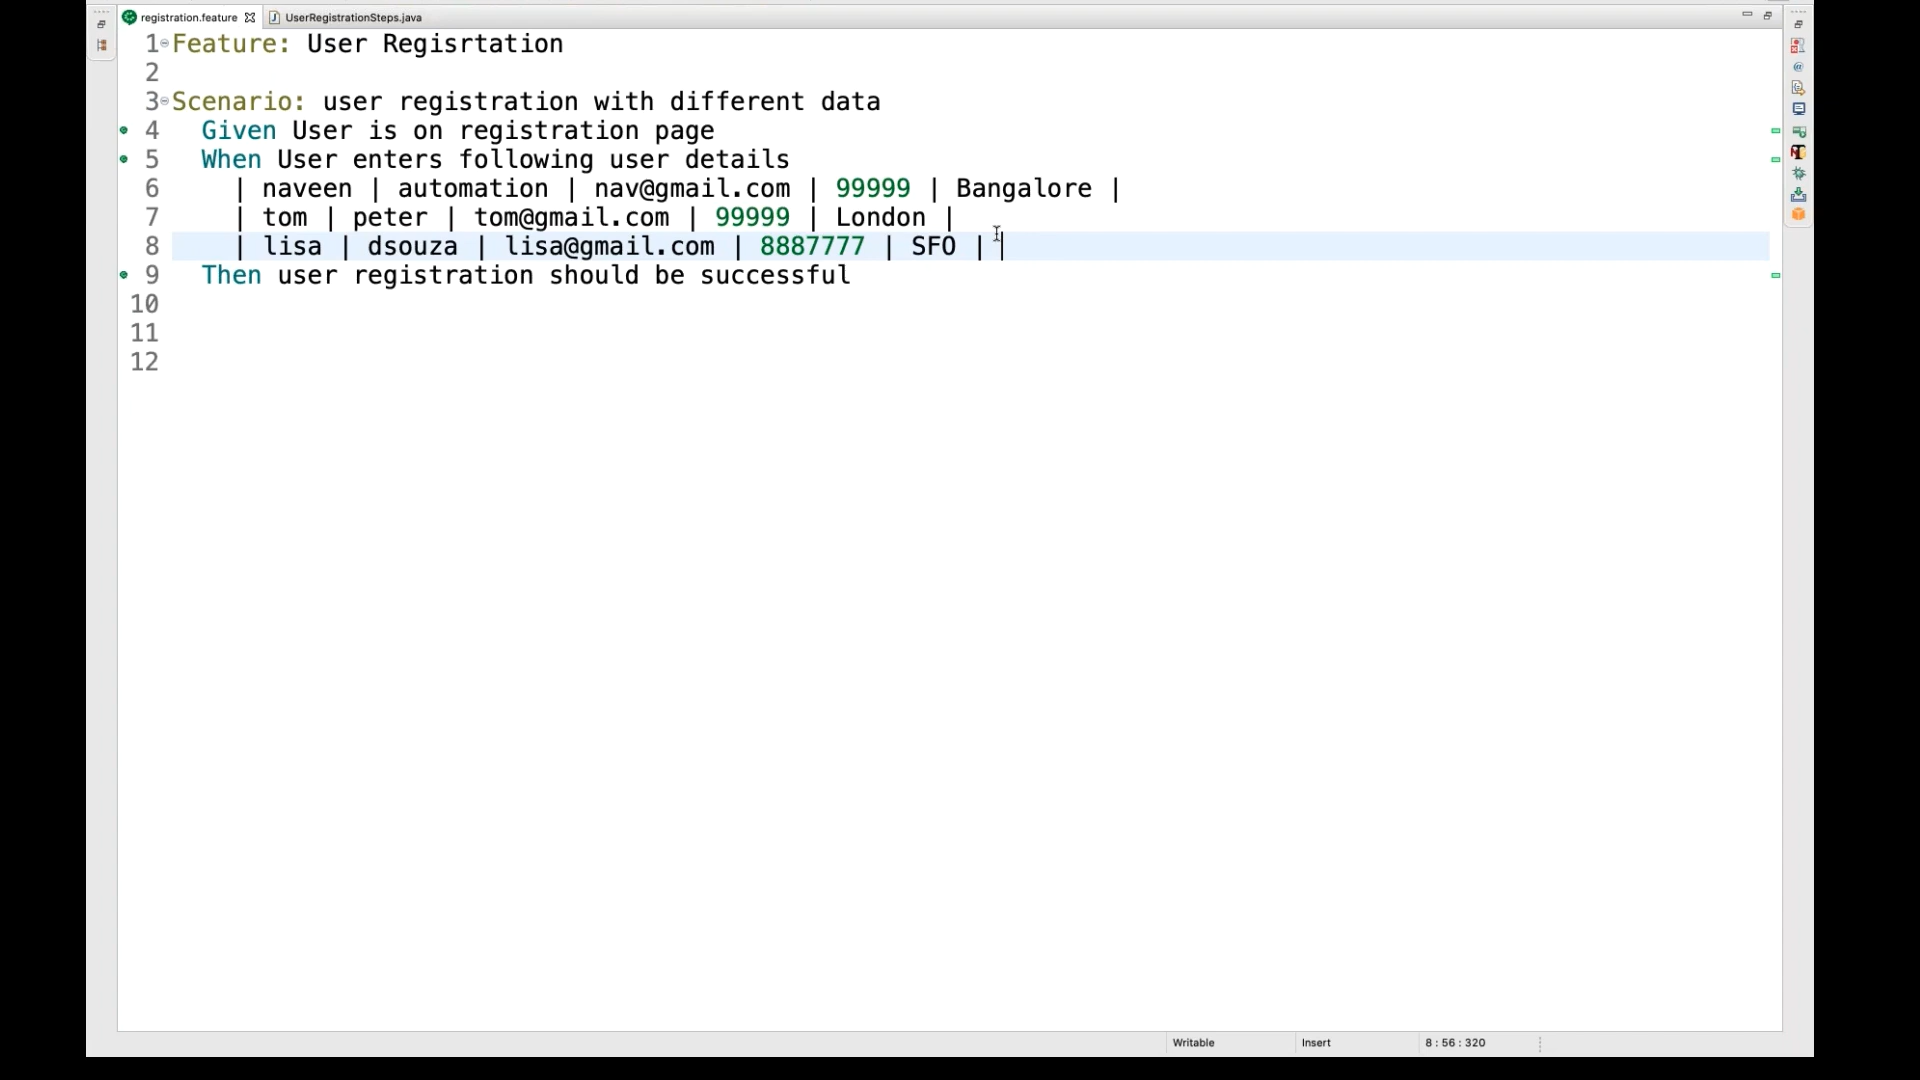 registration.feature UserRegistrationSteps.java
1 Feature: User Regisrtation
2
3 Scenario: user registration with different data
4 Given User is on registration page
5 When User enters following user details
6 | naveen | automation | nav@gmail.com | 99999 | Bangalore |
7 | tom | peter | tom@gmail.com | 99999 | London |
8 | lisa | dsouza | lisa@gmail.com | 8887777 | SFO |
9 Then user registration should be successful
10
11
12
Writable Insert 8 : 56 : 320